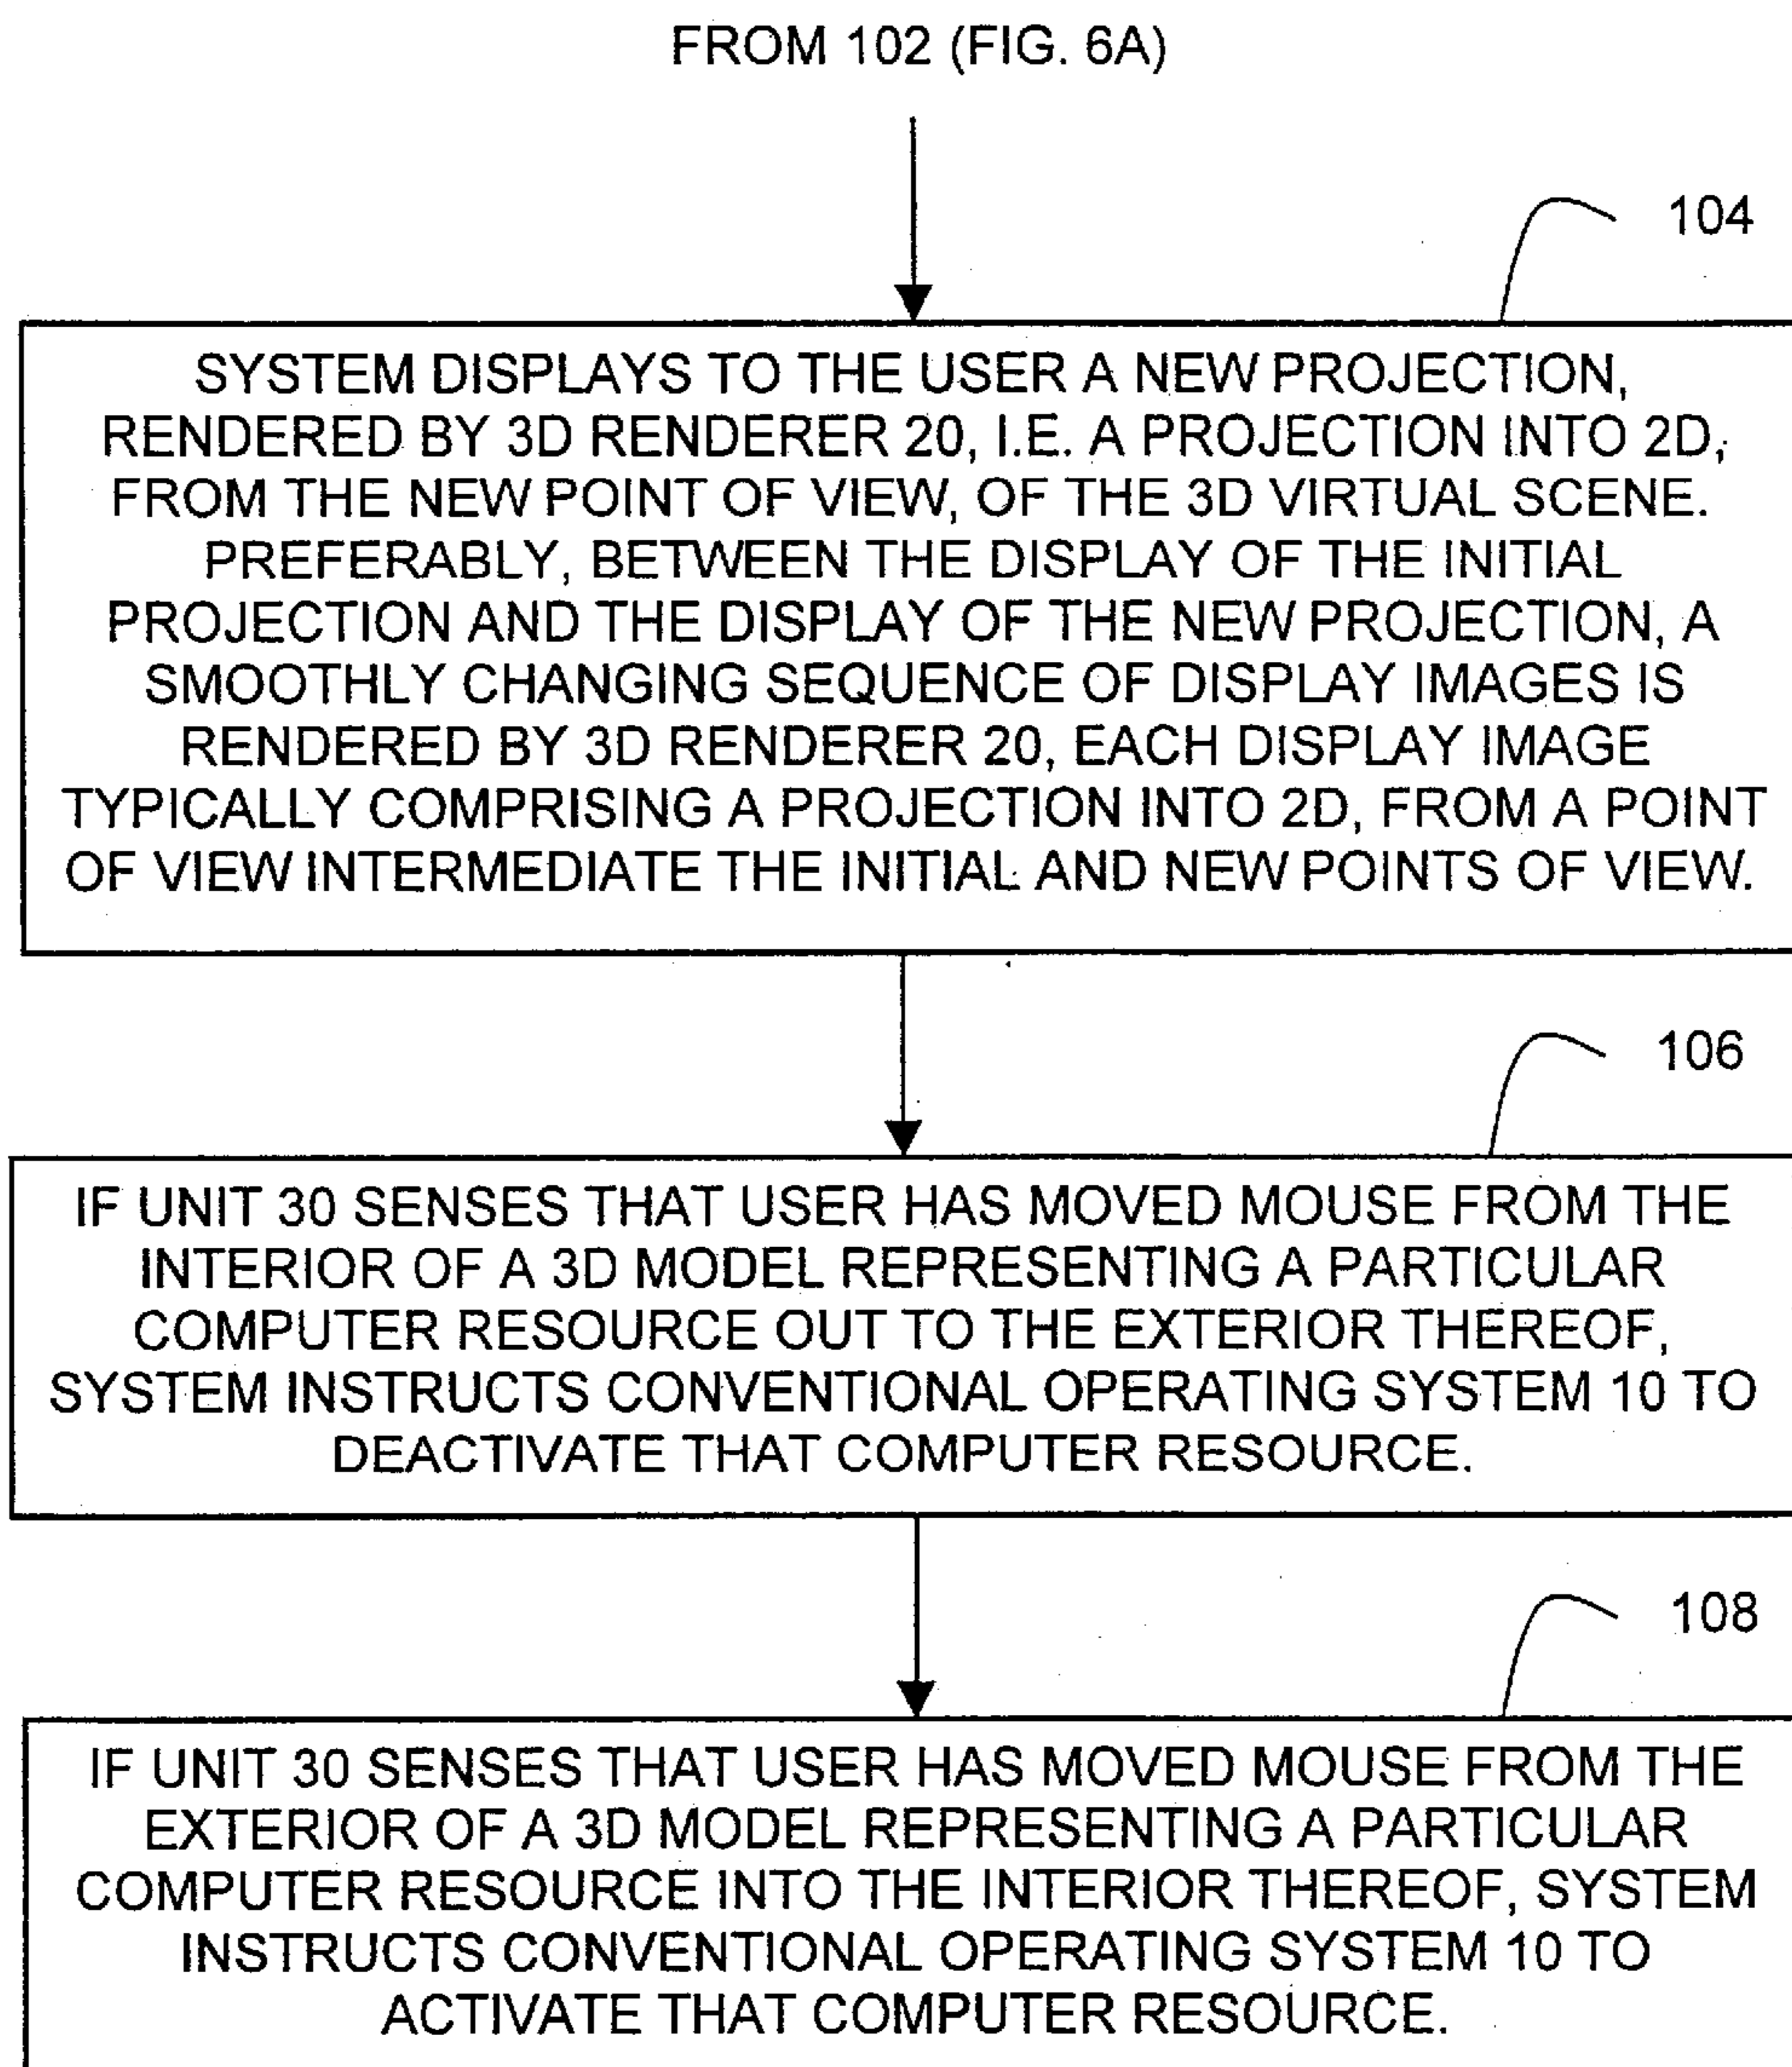 FROM 102 (FIG. 6A)
104
SYSTEM DISPLAYS TO THE USER A NEW PROJECTION,
RENDERED BY 3D RENDERER 20, I.E. A PROJECTION INTO 2D,
FROM THE NEW POINT OF VIEW, OF THE 3D VIRTUAL SCENE.
PREFERABLY, BETWEEN THE DISPLAY OF THE INITIAL
PROJECTION AND THE DISPLAY OF THE NEW PROJECTION, A
SMOOTHLY CHANGING SEQUENCE OF DISPLAY IMAGES IS
RENDERED BY 3D RENDERER 20, EACH DISPLAY IMAGE
TYPICALLY COMPRISING A PROJECTION INTO 2D, FROM A POINT
OF VIEW INTERMEDIATE THE INITIAL AND NEW POINTS OF VIEW.
106
IF UNIT 30 SENSES THAT USER HAS MOVED MOUSE FROM THE
INTERIOR OF A 3D MODEL REPRESENTING A PARTICULAR
COMPUTER RESOURCE OUT TO THE EXTERIOR THEREOF,
SYSTEM INSTRUCTS CONVENTIONAL OPERATING SYSTEM 10 TO
DEACTIVATE THAT COMPUTER RESOURCE.
108
IF UNIT 30 SENSES THAT USER HAS MOVED MOUSE FROM THE
EXTERIOR OF A 3D MODEL REPRESENTING A PARTICULAR
COMPUTER RESOURCE INTO THE INTERIOR THEREOF, SYSTEM
INSTRUCTS CONVENTIONAL OPERATING SYSTEM 10 TO
ACTIVATE THAT COMPUTER RESOURCE.